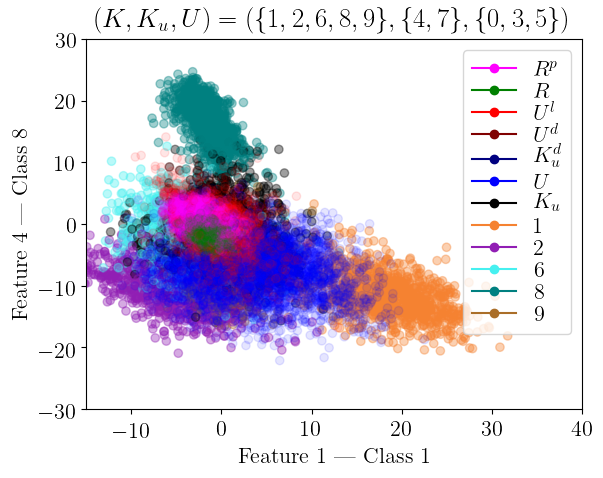 (K, K_u, U) = ({1, 2, 6, 8, 9}, {4, 7}, {0, 3, 5})
30
20
10
0
−10
−20
−30
Feature 4 — Class 8
R^p
R
U^l
U^d
K_u^d
U
K_u
1
2
6
8
9
−10
0
10
20
30
40
Feature 1 — Class 1